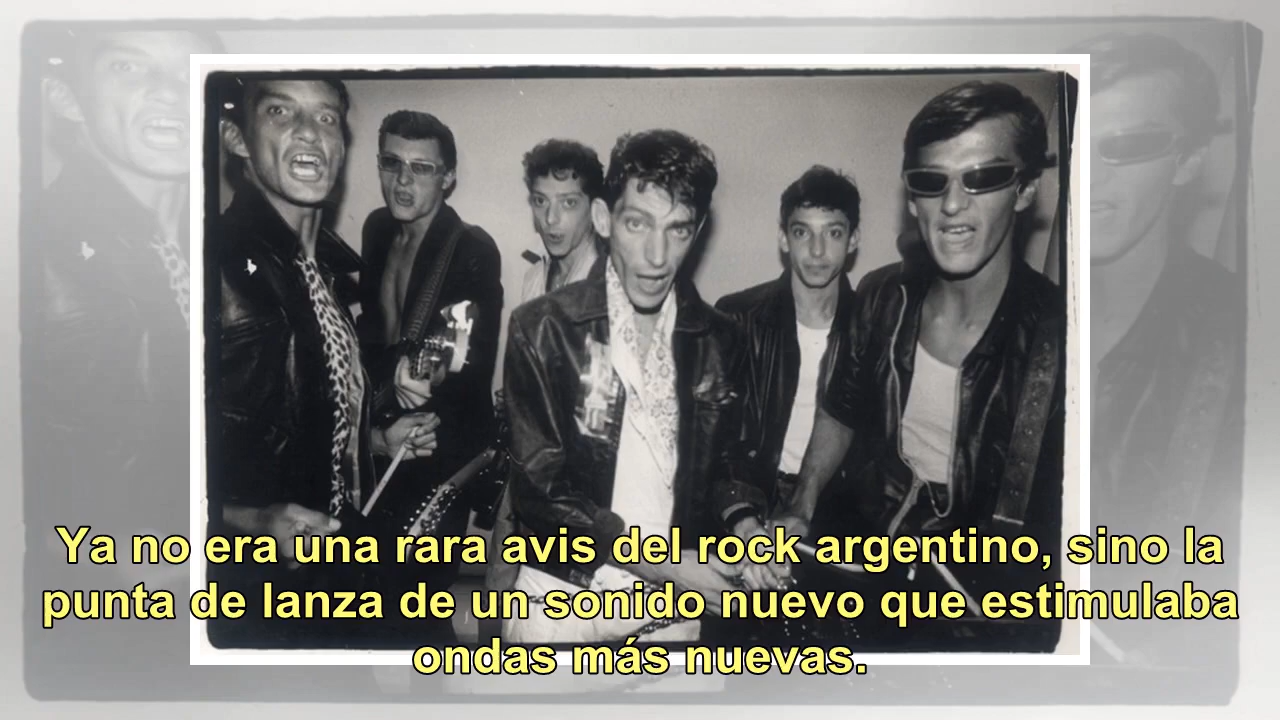 Ya no era una rara avis del rock argentino, sino la
punta de lanza de un sonido nuevo que estimulaba
ondas más nuevas.